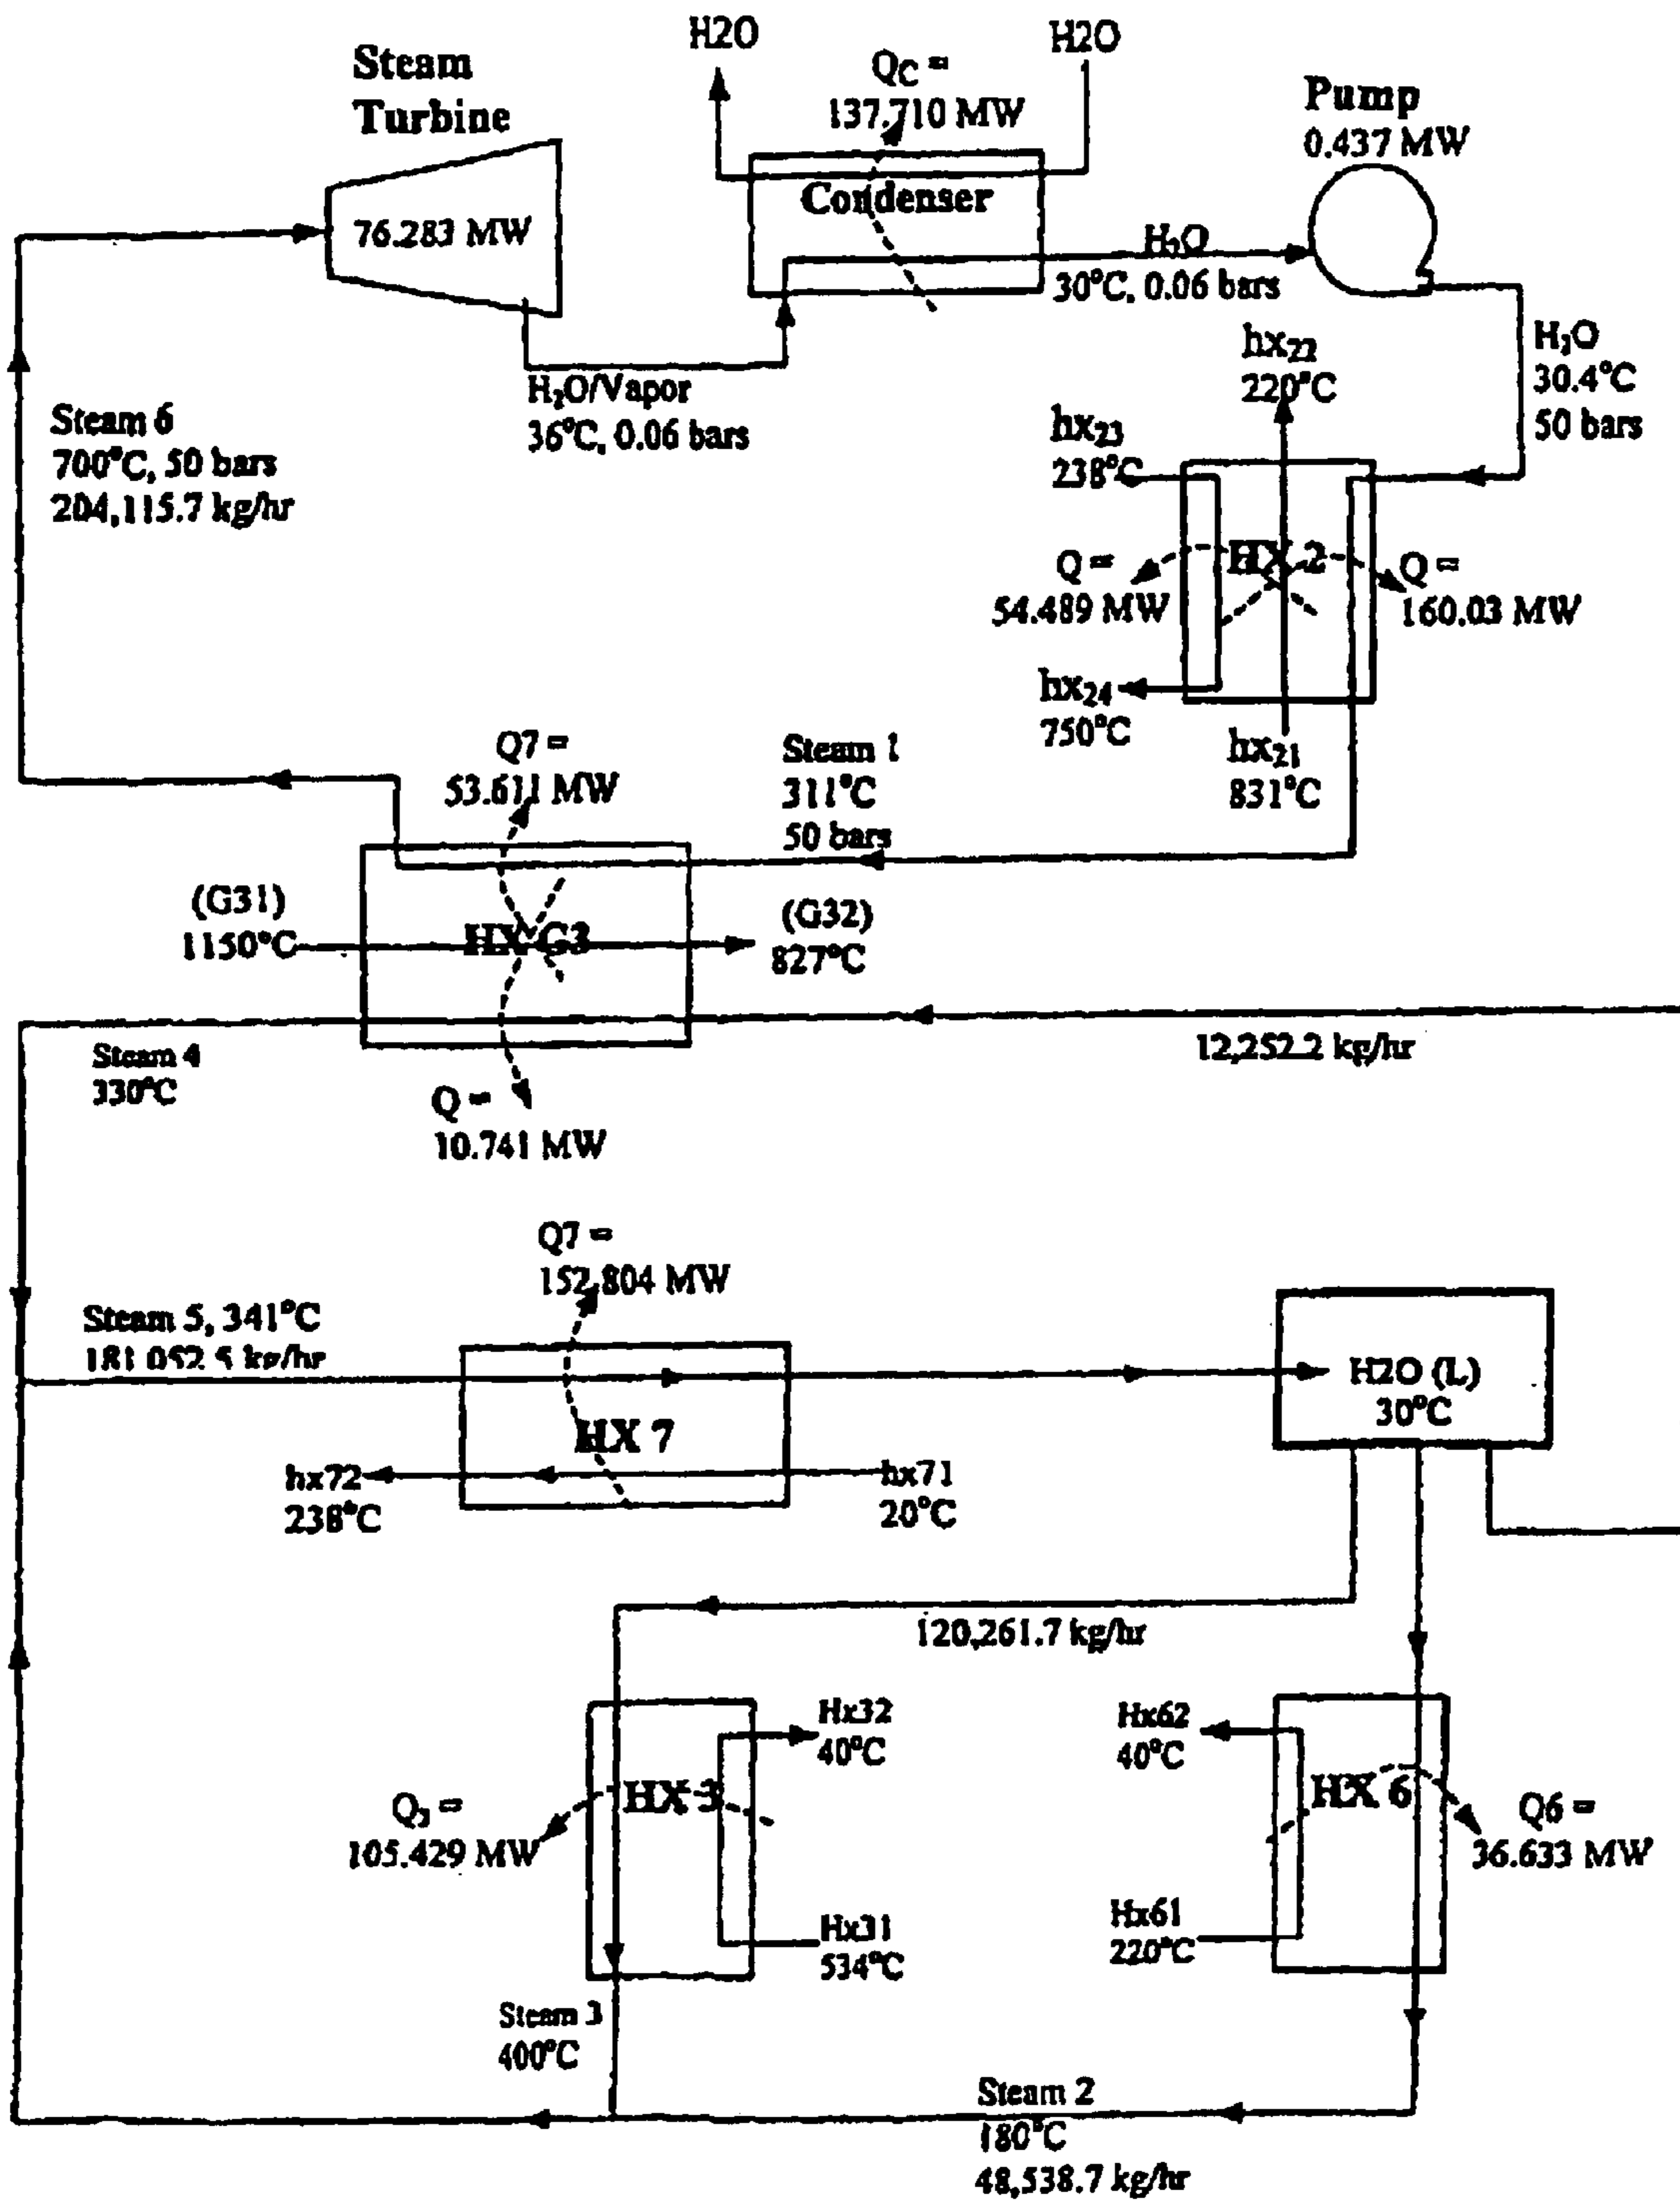 H2O
H2O
Steam
Turbine
QC =
137.710 MW
Pump
0.437 MW
76.283 MW
Condenser
H₂O
30°C, 0.06 bars
H₂O/Vapor
36°C, 0.06 bars
H₂O
30.4°C
50 bars
Steam 6
700°C, 50 bars
204,115.7 kg/hr
hx22
220°C
hx23
238°C
HX 2
Q =
54.489 MW
Q =
160.03 MW
hx24
750°C
hx21
831°C
Q7 =
53.611 MW
Steam 1
311°C
50 bars
(G31)
1150°C
HX G3
(G32)
827°C
Steam 4
330°C
12,252.2 kg/hr
Q =
10.741 MW
Q7 =
152.804 MW
Steam 5, 341°C
181,052.5 kg/hr
H2O (L)
30°C
HX 7
hx72
238°C
hx71
20°C
120,261.7 kg/hr
Hx32
40°C
Hx62
40°C
HX 3
HX 6
Q3 =
105.429 MW
Q6 =
36.633 MW
Hx31
534°C
Hx61
220°C
Steam 3
400°C
Steam 2
180°C
48,538.7 kg/hr